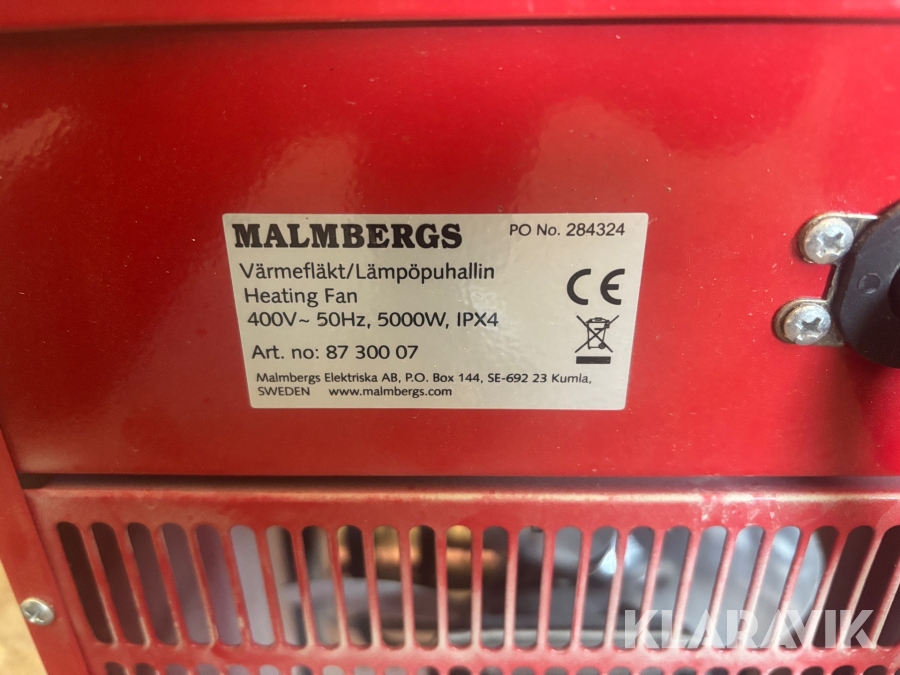 MALMBERGS
PO No. 284324
Värmefläkt/Lämpöpuhallin
Heating Fan
400V~ 50Hz, 5000W, IPX4
Art. no: 87 300 07
Malmbergs Elektriska AB, P.O. Box 144, SE-692 23 Kumla,
SWEDEN www.malmbergs.com
CE
KLARAVIK